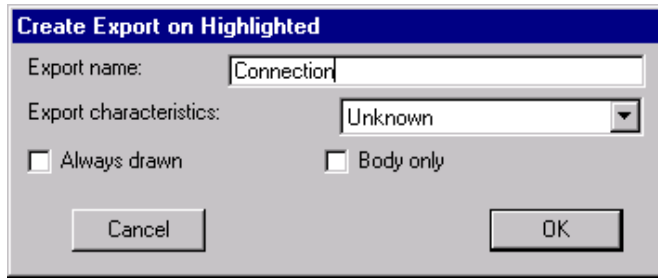 Create Export on Highlighted
Export name: Connection
Export characteristics: Unknown
Always drawn Body only
Cancel OK